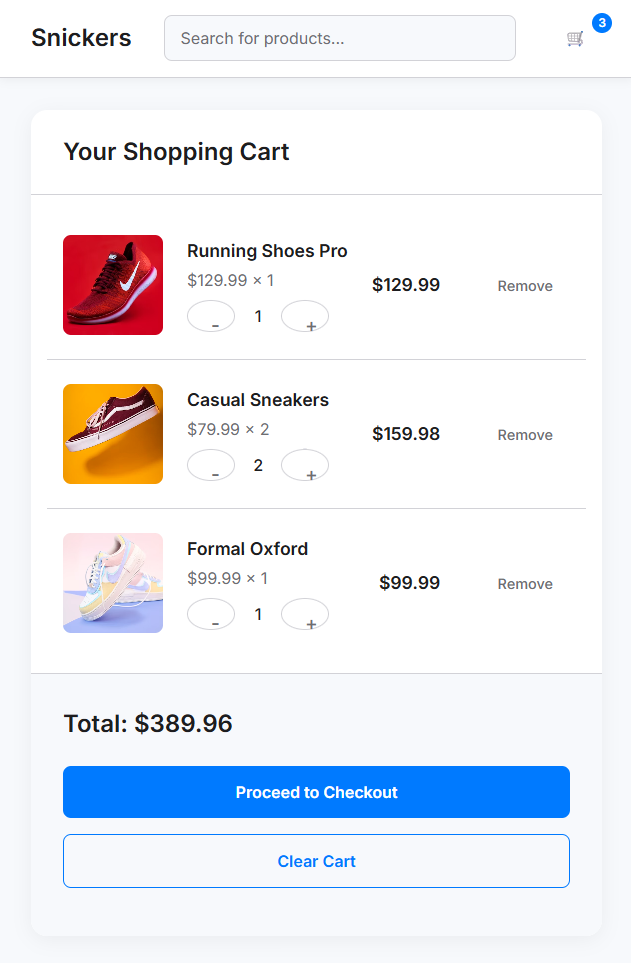 Snickers
Search for products...
3
Your Shopping Cart
Running Shoes Pro
$129.99 × 1
- 1 +
$129.99
Remove
Casual Sneakers
$79.99 × 2
- 2 +
$159.98
Remove
Formal Oxford
$99.99 × 1
- 1 +
$99.99
Remove
Total: $389.96
Proceed to Checkout
Clear Cart